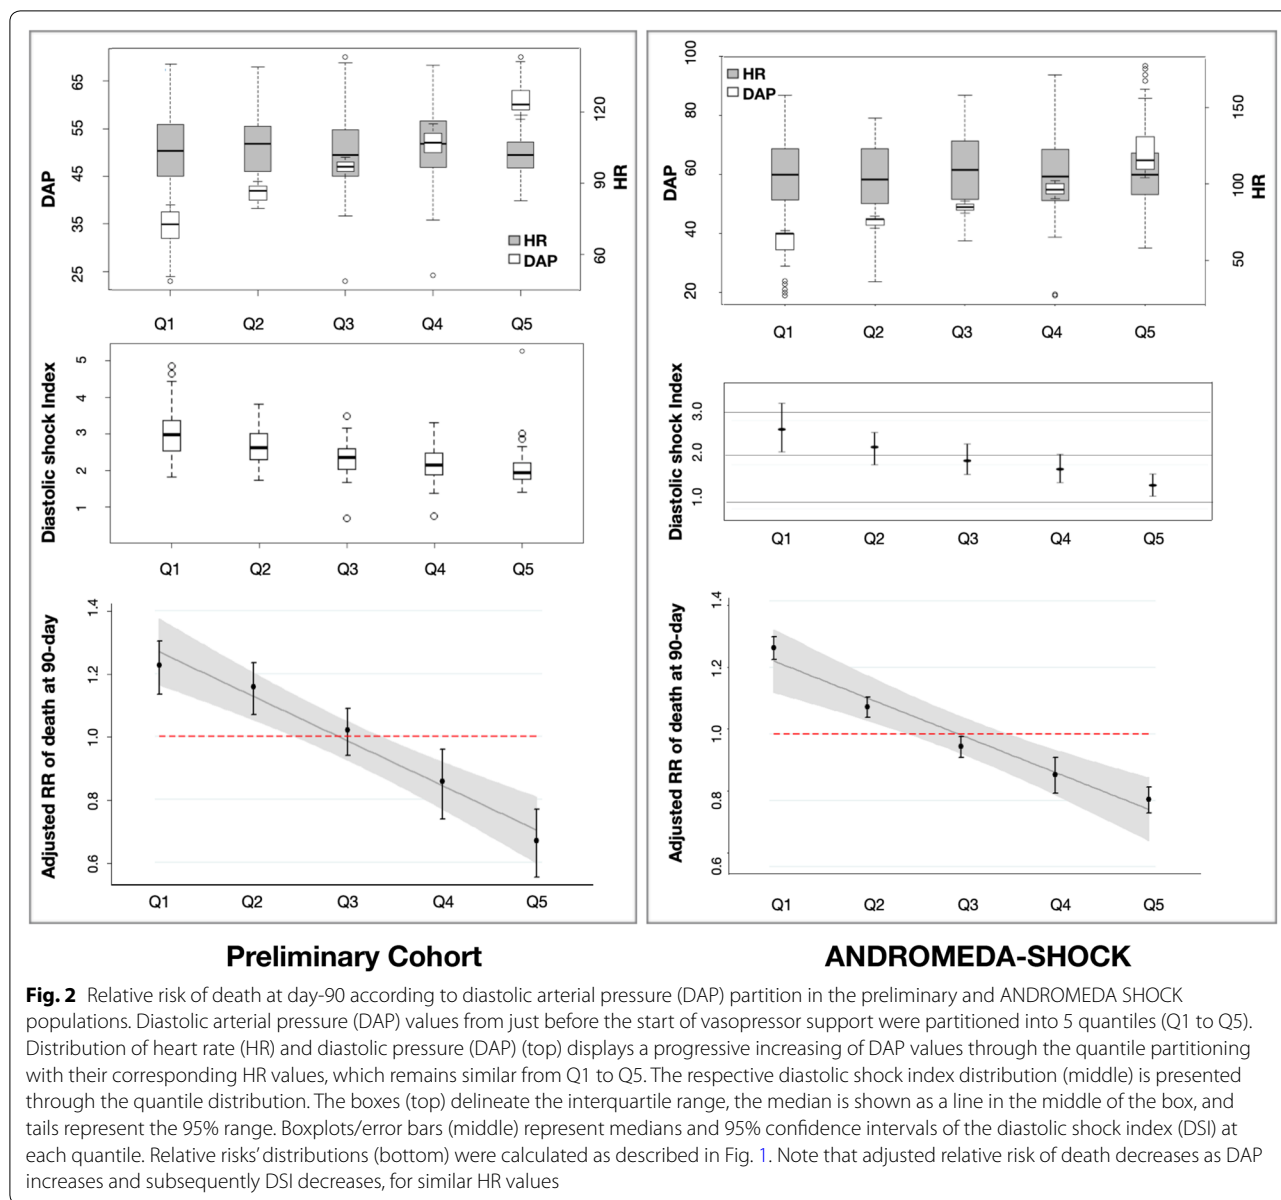 65
55
45
35
25
DAP
120
90
60
HR
HR
DAP
Q1 Q2 Q3 Q4 Q5
5
4
3
2
1
Diastolic shock Index
Q1 Q2 Q3 Q4 Q5
1.4
1.2
1.0
0.8
0.6
Adjusted RR of death at 90-day
Q1 Q2 Q3 Q4 Q5
Preliminary Cohort
100
80
60
40
20
DAP
150
100
50
HR
HR
DAP
Q1 Q2 Q3 Q4 Q5
3.0
2.0
1.0
Diastolic shock Index
Q1 Q2 Q3 Q4 Q5
1.4
1.2
1.0
0.8
0.6
Adjusted RR of death at 90-day
Q1 Q2 Q3 Q4 Q5
ANDROMEDA-SHOCK
Fig. 2 Relative risk of death at day-90 according to diastolic arterial pressure (DAP) partition in the preliminary and ANDROMEDA SHOCK
populations. Diastolic arterial pressure (DAP) values from just before the start of vasopressor support were partitioned into 5 quantiles (Q1 to Q5).
Distribution of heart rate (HR) and diastolic pressure (DAP) (top) displays a progressive increasing of DAP values through the quantile partitioning
with their corresponding HR values, which remains similar from Q1 to Q5. The respective diastolic shock index distribution (middle) is presented
through the quantile distribution. The boxes (top) delineate the interquartile range, the median is shown as a line in the middle of the box, and
tails represent the 95% range. Boxplots/error bars (middle) represent medians and 95% confidence intervals of the diastolic shock index (DSI) at
each quantile. Relative risks' distributions (bottom) were calculated as described in Fig. 1. Note that adjusted relative risk of death decreases as DAP
increases and subsequently DSI decreases, for similar HR values